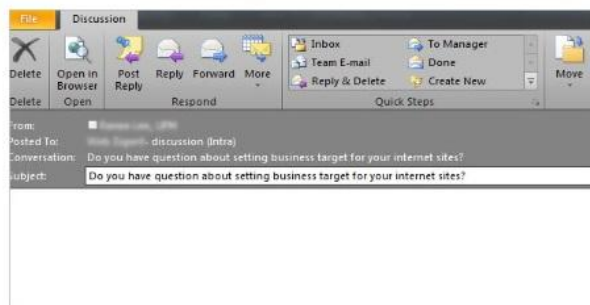 File Discussion
Inbox To Manager
Team E-mail Done
Reply & Delete Create New
Delete Open in Browser Post Reply Reply Forward More Move
Delete Open Respond Quick Steps
From:
Posted To: discussion (Intra)
Conversation: Do you have question about setting business target for your internet sites?
Subject: Do you have question about setting business target for your internet sites?